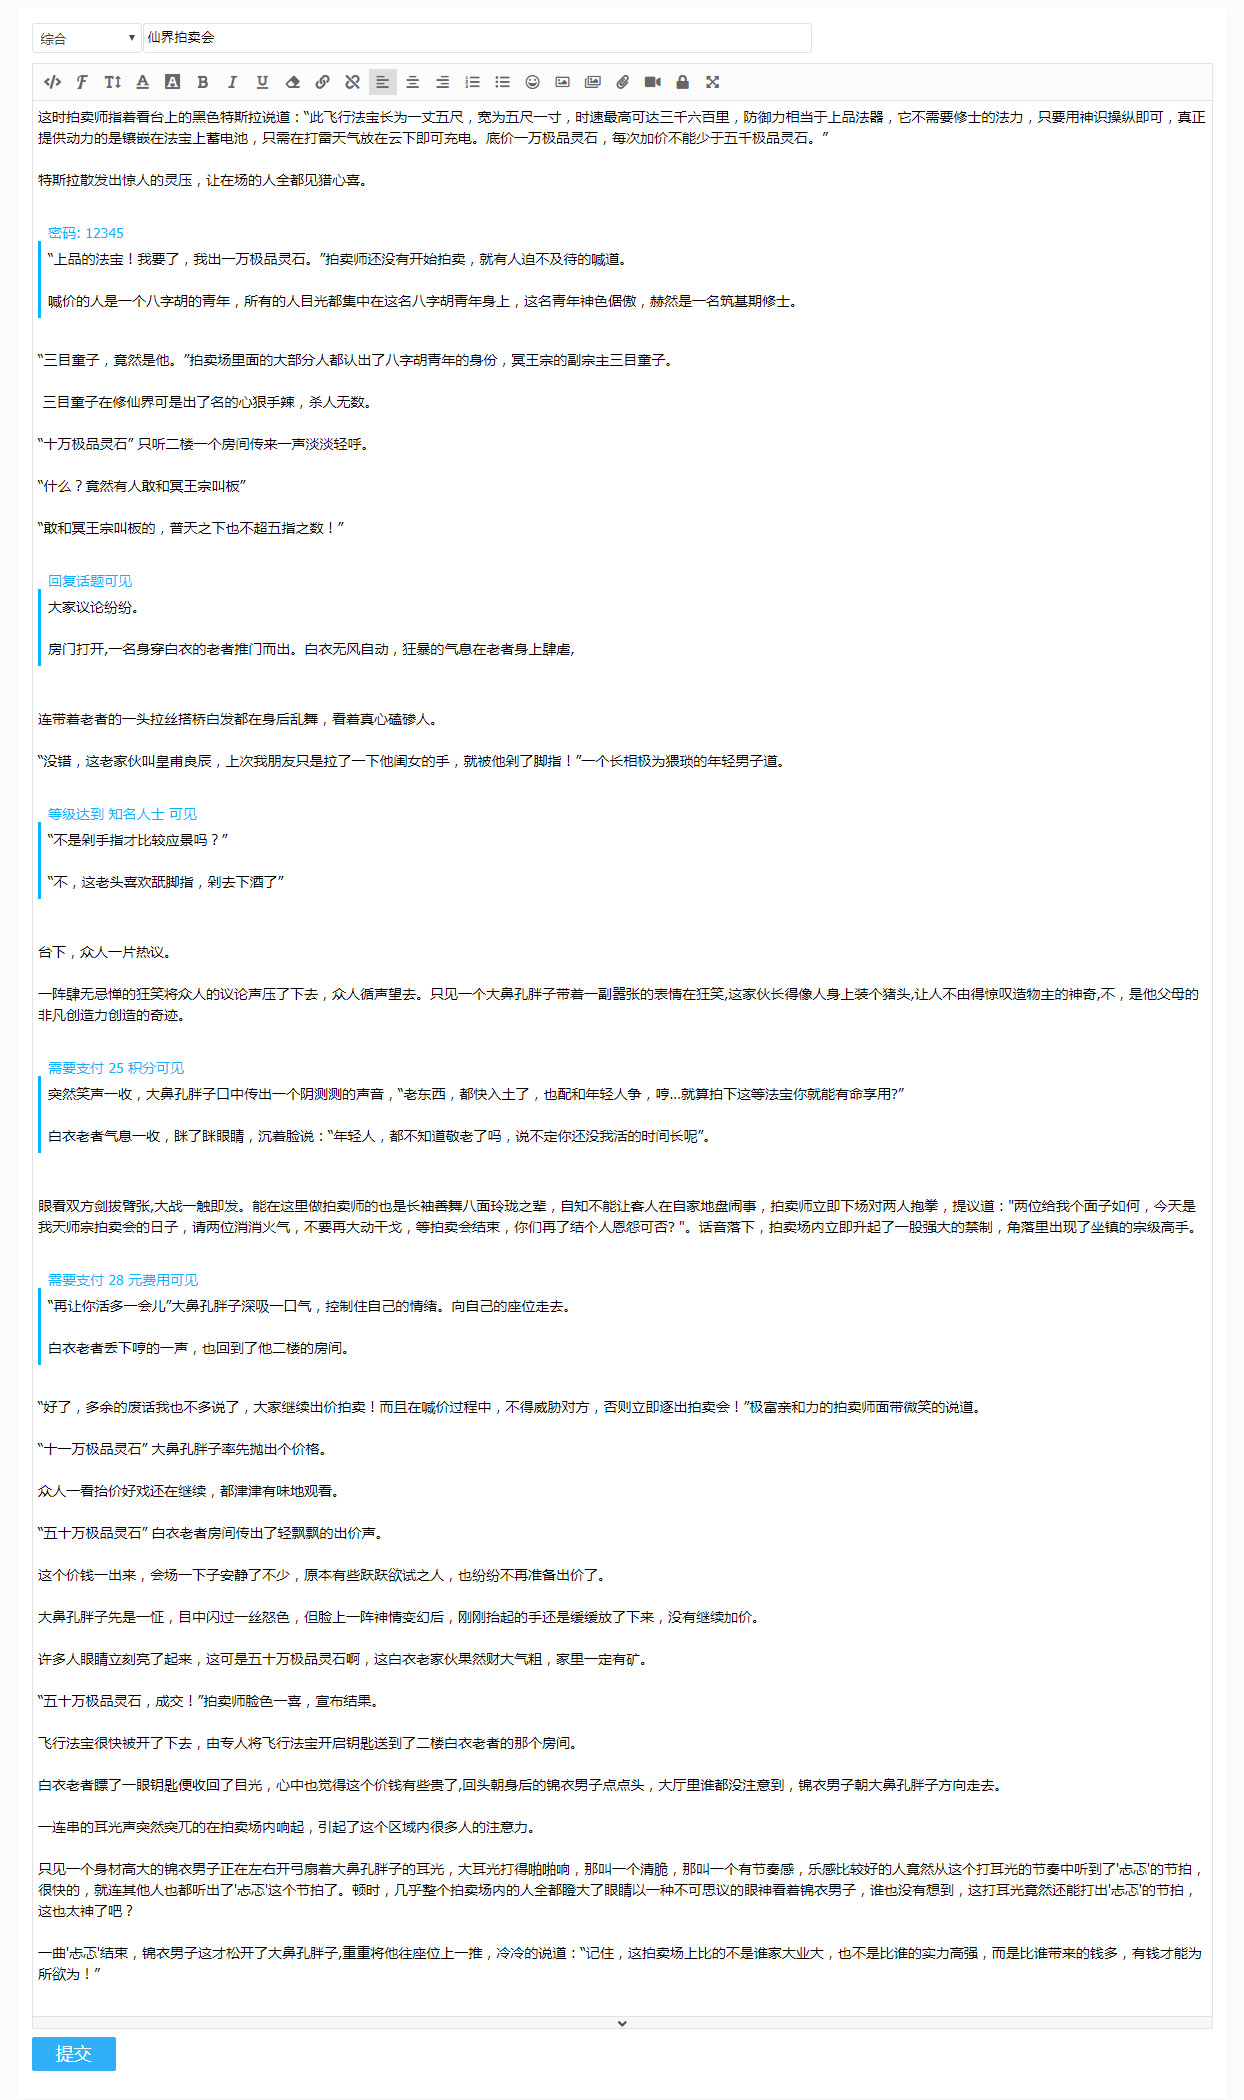 综合
仙界拍卖会
这时拍卖师指着看台上的黑色特斯拉说道：“此飞行法宝长为一丈五尺，宽为五尺一寸，时速最高可达三千六百里，防御力相当于上品法器，它不需要修士的法力，只要用神识操纵即可，真正
提供动力的是镶嵌在法宝上蓄电池，只需在打雷天气放在云下即可充电。底价一万极品灵石，每次加价不能少于五千极品灵石。”
特斯拉散发出惊人的灵压，让在场的人全都见猎心喜。
密码: 12345
“上品的法宝！我要了，我出一万极品灵石。”拍卖师还没有开始拍卖，就有人迫不及待的喊道。
喊价的人是一个八字胡的青年，所有的人目光都集中在这名八字胡青年身上，这名青年神色倨傲，赫然是一名筑基期修士。
“三目童子，竟然是他。”拍卖场里面的大部分人都认出了八字胡青年的身份，冥王宗的副宗主三目童子。
三目童子在修仙界可是出了名的心狠手辣，杀人无数。
“十万极品灵石” 只听二楼一个房间传来一声淡淡轻呼。
“什么？竟然有人敢和冥王宗叫板”
“敢和冥王宗叫板的，普天之下也不超五指之数！”
回复话题可见
大家议论纷纷。
房门打开,一名身穿白衣的老者推门而出。白衣无风自动，狂暴的气息在老者身上肆虐,
连带着老者的一头拉丝搭桥白发都在身后乱舞，看着真心磕碜人。
“没错，这老家伙叫皇甫良辰，上次我朋友只是拉了一下他闺女的手，就被他剁了脚指！”一个长相极为猥琐的年轻男子道。
等级达到 知名人士 可见
“不是剁手指才比较应景吗？”
“不，这老头喜欢舐脚指，剁去下酒了”
台下，众人一片热议。
一阵肆无忌惮的狂笑将众人的议论声压了下去，众人循声望去。只见一个大鼻孔胖子带着一副嚣张的表情在狂笑,这家伙长得像人身上装个猪头,让人不由得惊叹造物主的神奇,不，是他父母的
非凡创造力创造的奇迹。
需要支付 25 积分可见
突然笑声一收，大鼻孔胖子口中传出一个阴测测的声音，“老东西，都快入土了，也配和年轻人争，哼...就算拍下这等法宝你就能有命享用?”
白衣老者气息一收，眯了眯眼睛，沉着脸说：“年轻人，都不知道敬老了吗，说不定你还没我活的时间长呢”。
眼看双方剑拔臂张,大战一触即发。能在这里做拍卖师的也是长袖善舞八面玲珑之辈，自知不能让客人在自家地盘闹事，拍卖师立即下场对两人抱拳，提议道："两位给我个面子如何，今天是
我天师宗拍卖会的日子，请两位消消火气，不要再大动干戈，等拍卖会结束，你们再了结个人恩怨可否? "。话音落下，拍卖场内立即升起了一股强大的禁制，角落里出现了坐镇的宗级高手。
需要支付 28 元费用可见
“再让你活多一会儿”大鼻孔胖子深吸一口气，控制住自己的情绪。向自己的座位走去。
白衣老者丢下哼的一声，也回到了他二楼的房间。
“好了，多余的废话我也不多说了，大家继续出价拍卖！而且在喊价过程中，不得威胁对方，否则立即逐出拍卖会！”极富亲和力的拍卖师面带微笑的说道。
“十一万极品灵石” 大鼻孔胖子率先抛出个价格。
众人一看抬价好戏还在继续，都津津有味地观看。
“五十万极品灵石” 白衣老者房间传出了轻飘飘的出价声。
这个价钱一出来，会场一下子安静了不少，原本有些跃跃欲试之人，也纷纷不再准备出价了。
大鼻孔胖子先是一怔，目中闪过一丝怒色，但脸上一阵神情变幻后，刚刚抬起的手还是缓缓放了下来，没有继续加价。
许多人眼睛立刻亮了起来，这可是五十万极品灵石啊，这白衣老家伙果然财大气粗，家里一定有矿。
“五十万极品灵石，成交！”拍卖师脸色一喜，宣布结果。
飞行法宝很快被开了下去，由专人将飞行法宝开启钥匙送到了二楼白衣老者的那个房间。
白衣老者瞟了一眼钥匙便收回了目光，心中也觉得这个价钱有些贵了,回头朝身后的锦衣男子点点头，大厅里谁都没注意到，锦衣男子朝大鼻孔胖子方向走去。
一连串的耳光声突然突兀的在拍卖场内响起，引起了这个区域内很多人的注意力。
只见一个身材高大的锦衣男子正在左右开弓扇着大鼻孔胖子的耳光，大耳光打得啪啪响，那叫一个清脆，那叫一个有节奏感，乐感比较好的人竟然从这个打耳光的节奏中听到了'忐忑'的节拍，
很快的，就连其他人也都听出了'忐忑'这个节拍了。顿时，几乎整个拍卖场内的人全都瞪大了眼睛以一种不可思议的眼神看着锦衣男子，谁也没有想到，这打耳光竟然还能打出'忐忑'的节拍，
这也太神了吧？
一曲'忐忑'结束，锦衣男子这才松开了大鼻孔胖子,重重将他往座位上一推，冷冷的说道：“记住，这拍卖场上比的不是谁家大业大，也不是比谁的实力高强，而是比谁带来的钱多，有钱才能为
所欲为！”
提交